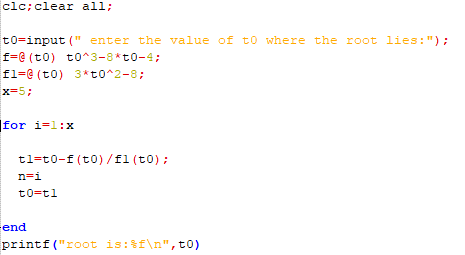 clc;clear all;
t0=input(" enter the value of t0 where the root lies:");
f=@(t0) t0^3-8*t0-4;
f1=@(t0) 3*t0^2-8;
x=5;
for i=1:x
t1=t0-f(t0)/f1(t0);
n=i
t0=t1
end
printf("root is:%f\n",t0)